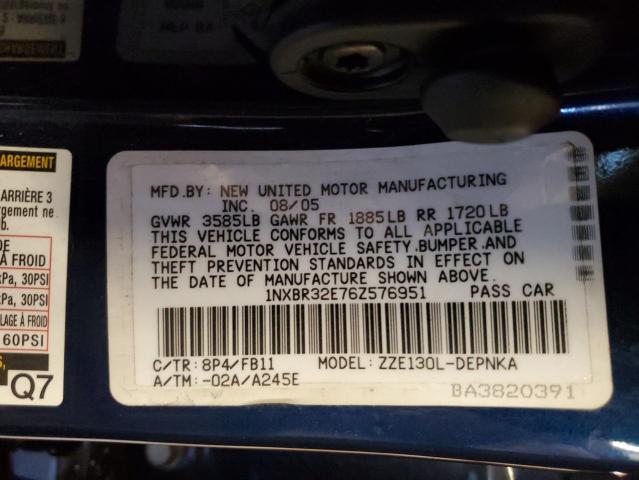 ARGEMENT
ARRIÈRE 3
rgement ne
b.
DE
À FROID
kPa, 30PSI
kPa, 30PSI
LAGE À FROID
60PSI
Q7
MFD.BY: NEW UNITED MOTOR MANUFACTURING
INC. 08/05
GVWR 3585LB GAWR FR 1885LB RR 1720LB
THIS VEHICLE CONFORMS TO ALL APPLICABLE
FEDERAL MOTOR VEHICLE SAFETY,BUMPER,AND
THEFT PREVENTION STANDARDS IN EFFECT ON
THE DATE OF MANUFACTURE SHOWN ABOVE.
1NXBR32E76Z576951 PASS CAR
C/TR: 8P4/FB11 MODEL: ZZE130L-DEPNKA
A/TM: -02A/A245E
BA3820391